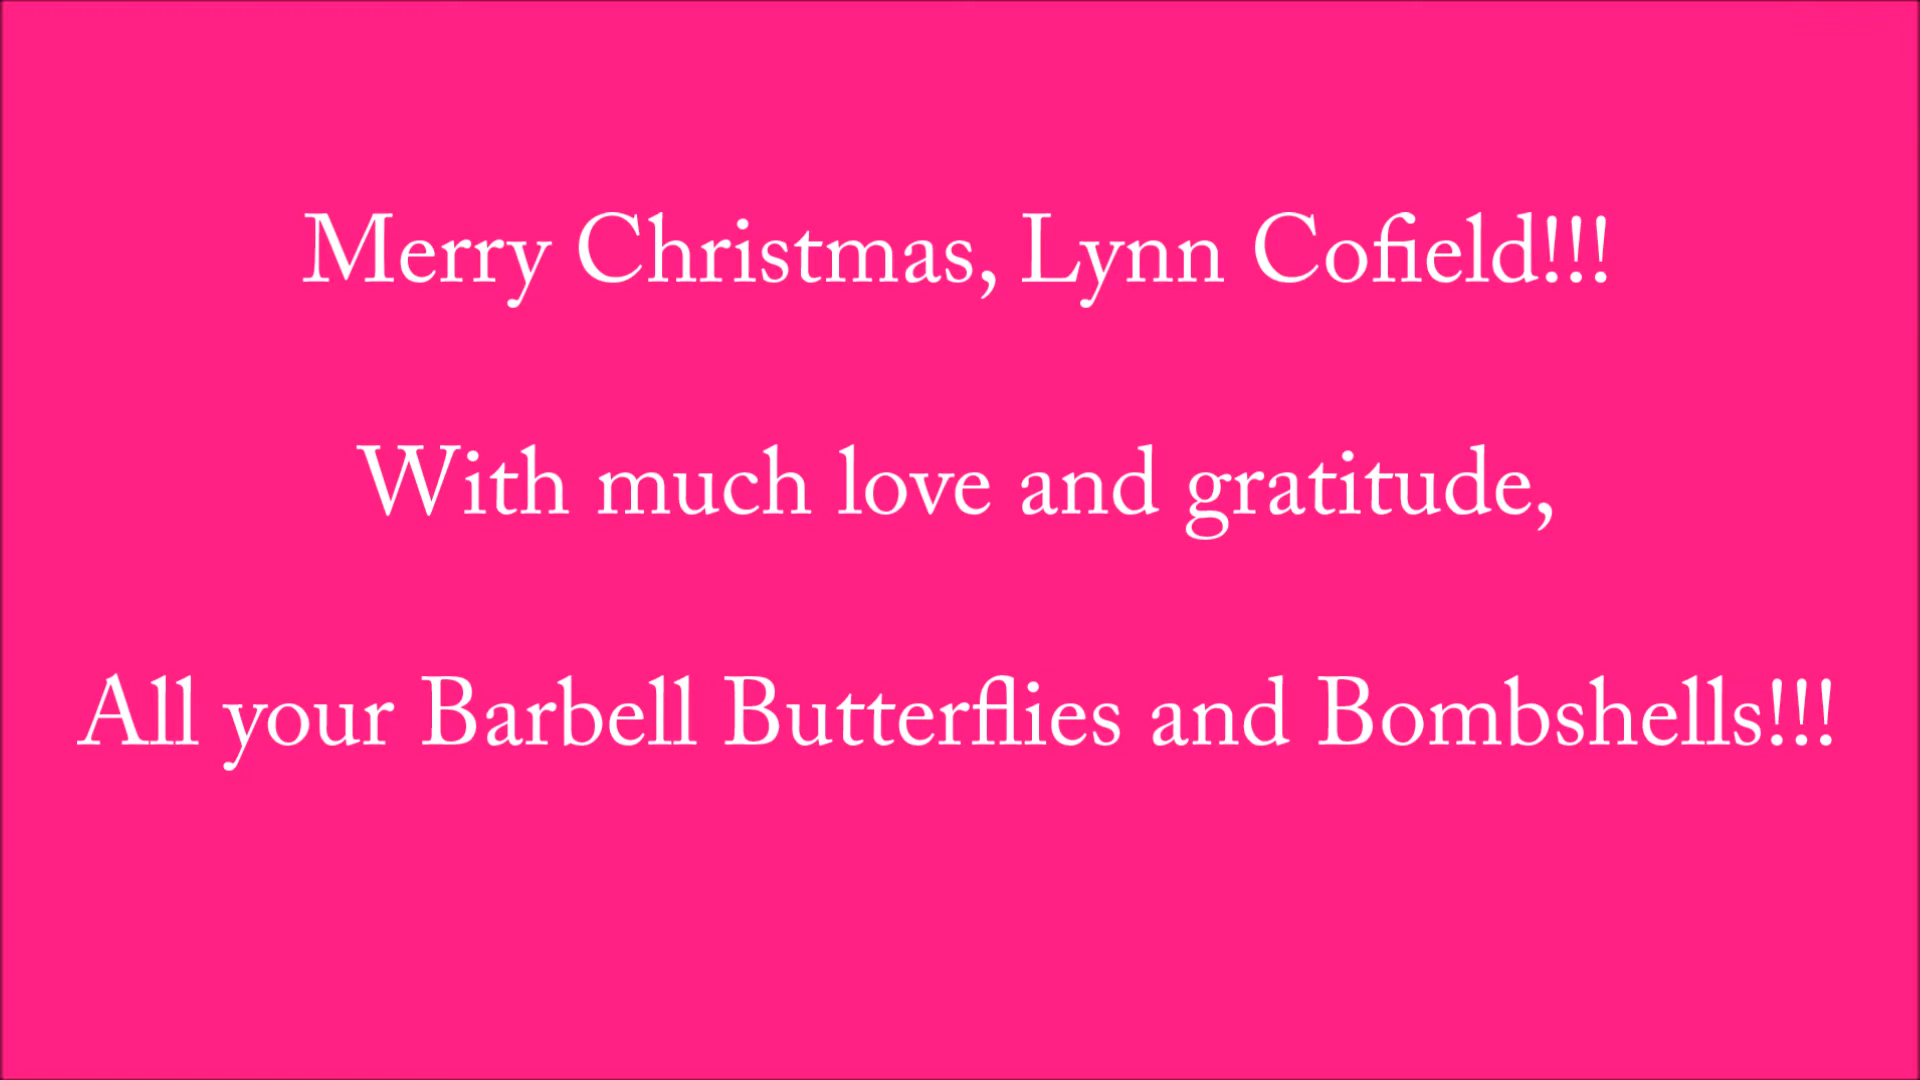 Merry Christmas, Lynn Cofield!!!
With much love and gratitude,
All your Barbell Butterflies and Bombshells!!!